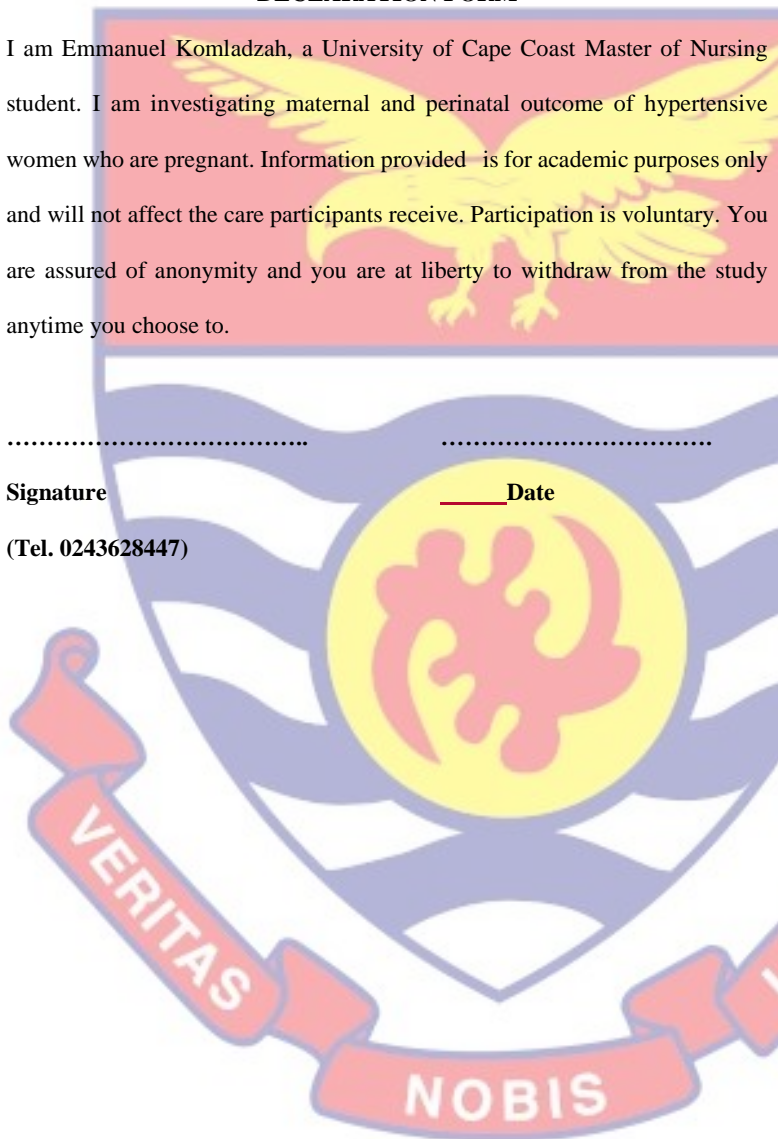 DECLARATION FORM
I am Emmanuel Komladzah, a University of Cape Coast Master of Nursing
student. I am investigating maternal and perinatal outcome of hypertensive
women who are pregnant. Information provided is for academic purposes only
and will not affect the care participants receive. Participation is voluntary. You
are assured of anonymity and you are at liberty to withdraw from the study
anytime you choose to.
……………………………….. …………………………….
Signature Date
(Tel. 0243628447)
VERITAS
NOBIS